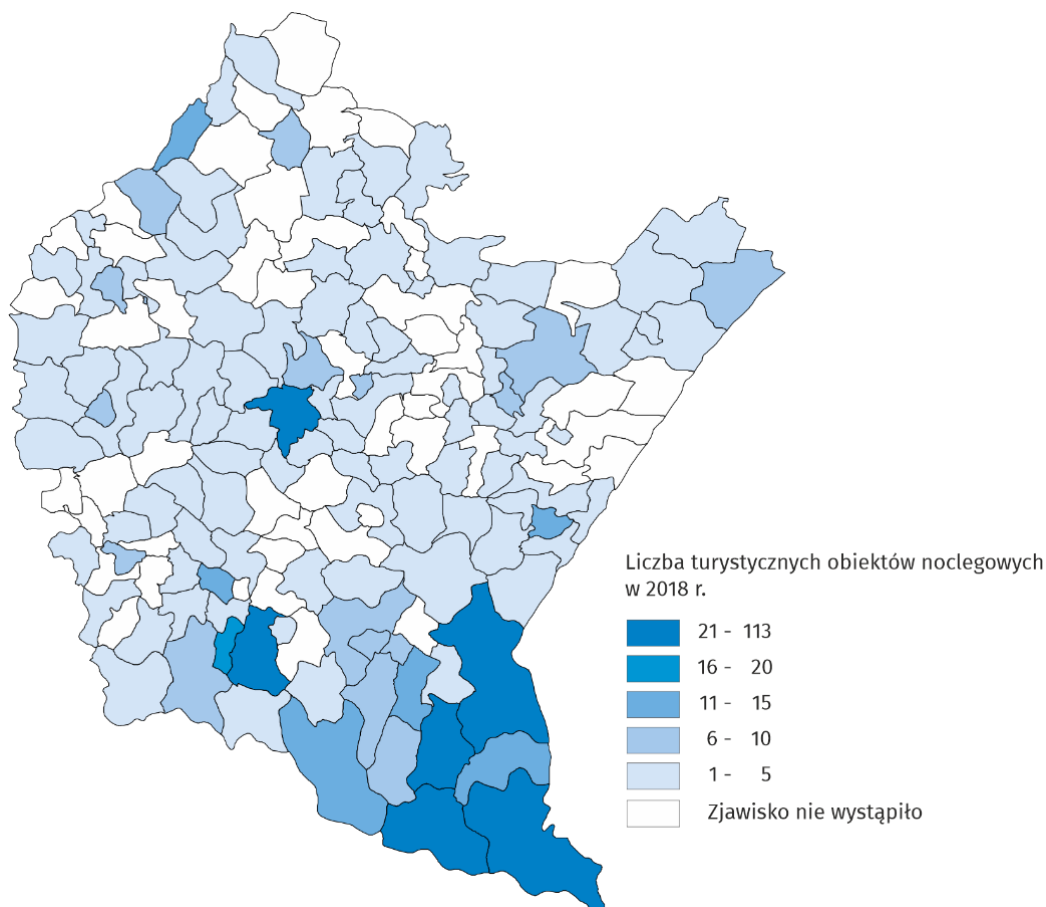 Liczba turystycznych obiektów noclegowych
w 2018 r.
21 - 113
16 - 20
11 - 15
6 - 10
1 - 5
Zjawisko nie wystąpiło